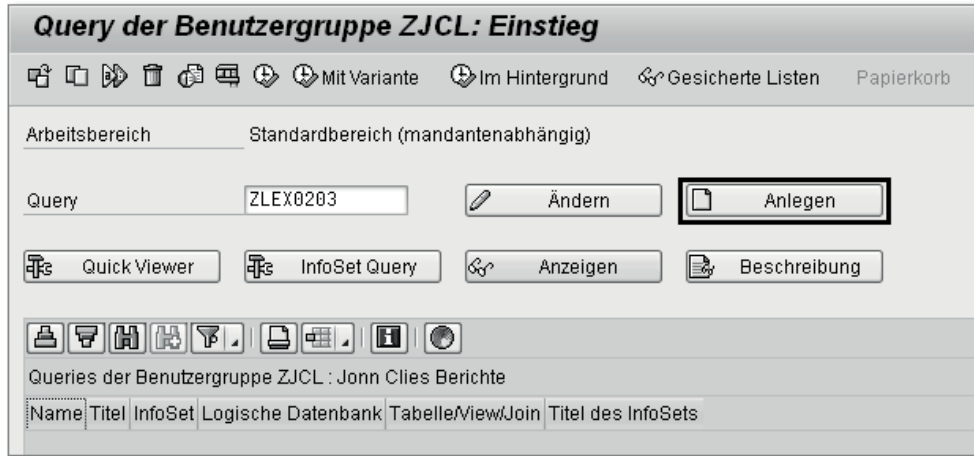 Query der Benutzergruppe ZJCL: Einstieg
Mit Variante Im Hintergrund Gesicherte Listen Papierkorb
Arbeitsbereich Standardbereich (mandantenabhängig)
Query ZLEX0203 Ändern Anlegen
Quick Viewer InfoSet Query Anzeigen Beschreibung
Queries der Benutzergruppe ZJCL : Jonn Clies Berichte
Name Titel InfoSet Logische Datenbank Tabelle/View/Join Titel des InfoSets